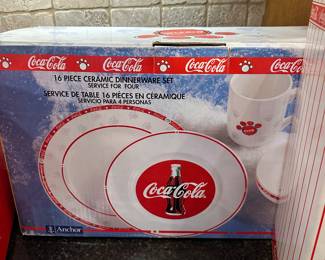 Coca-Cola Coca-Cola Coca-Cola Coca-Cola
16 PIECE CERAMIC DINNERWARE SET
SERVICE FOR FOUR
SERVICE DE TABLE 16 PIÈCES EN CÉRAMIQUE
SERVICIO PARA 4 PERSONAS
Coca-Cola
Anchor